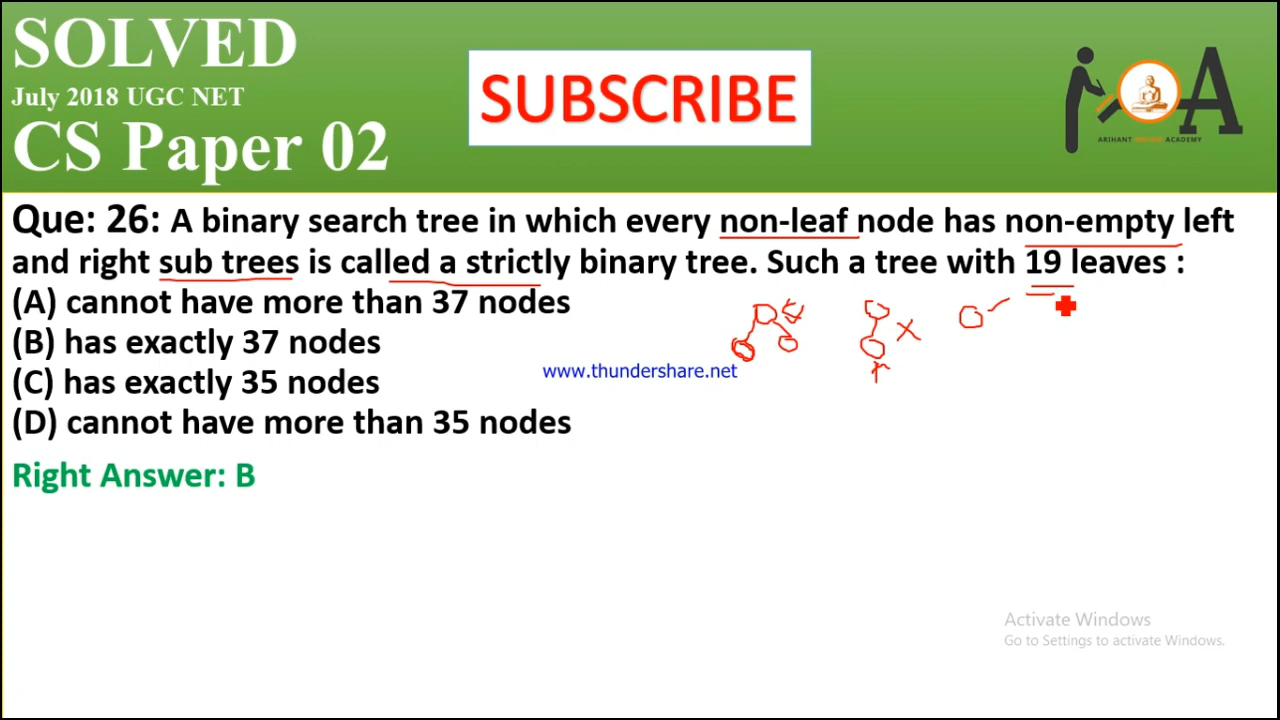 SOLVED
July 2018 UGC NET
CS Paper 02
SUBSCRIBE
A
ARIHANT ONLINE ACADEMY
Que: 26: A binary search tree in which every non-leaf node has non-empty left
and right sub trees is called a strictly binary tree. Such a tree with 19 leaves :
(A) cannot have more than 37 nodes
(B) has exactly 37 nodes
(C) has exactly 35 nodes
(D) cannot have more than 35 nodes
www.thundershare.net
Right Answer: B
Activate Windows
Go to Settings to activate Windows.